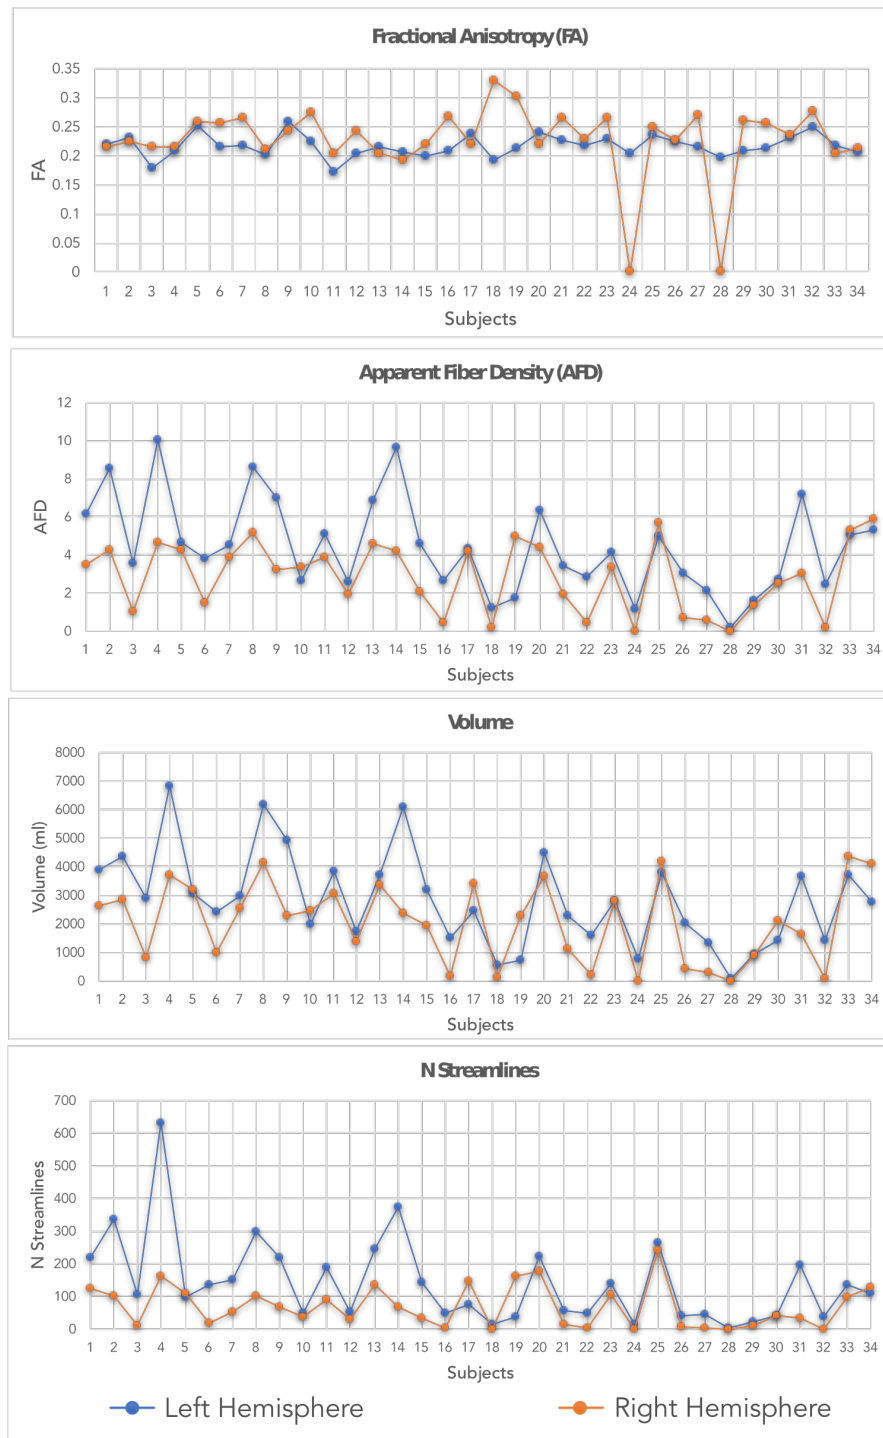 Fractional Anisotropy (FA)
0.35
0.3
0.25
0.2
0.15
0.1
0.05
0
FA
1 2 3 4 5 6 7 8 9 10 11 12 13 14 15 16 17 18 19 20 21 22 23 24 25 26 27 28 29 30 31 32 33 34
Subjects
Apparent Fiber Density (AFD)
12
10
8
6
4
2
0
AFD
1 2 3 4 5 6 7 8 9 10 11 12 13 14 15 16 17 18 19 20 21 22 23 24 25 26 27 28 29 30 31 32 33 34
Subjects
Volume
8000
7000
6000
5000
4000
3000
2000
1000
0
Volume (ml)
1 2 3 4 5 6 7 8 9 10 11 12 13 14 15 16 17 18 19 20 21 22 23 24 25 26 27 28 29 30 31 32 33 34
Subjects
N Streamlines
700
600
500
400
300
200
100
0
N Streamlines
1 2 3 4 5 6 7 8 9 10 11 12 13 14 15 16 17 18 19 20 21 22 23 24 25 26 27 28 29 30 31 32 33 34
Subjects
Left Hemisphere
Right Hemisphere